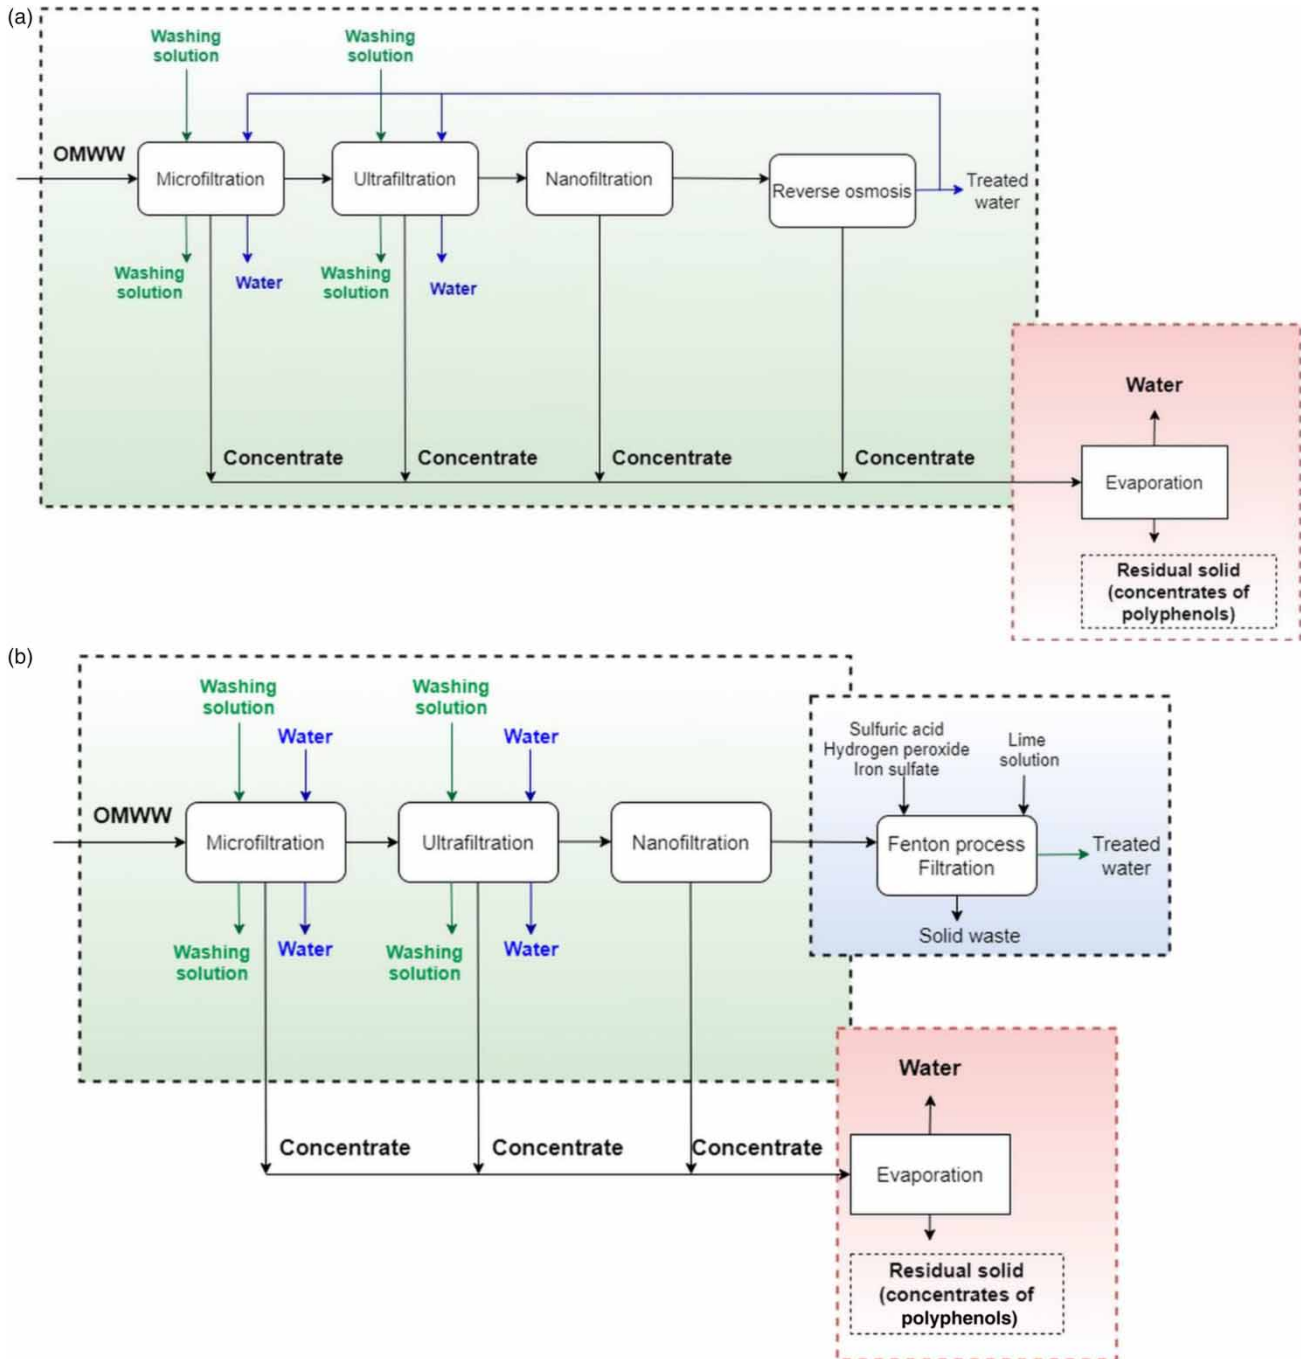 (a)
Washing
solution
Washing
solution
OMWW
Microfiltration
Ultrafiltration
Nanofiltration
Reverse osmosis
Treated
water
Washing
solution
Water
Washing
solution
Water
Concentrate
Concentrate
Concentrate
Concentrate
Water
Evaporation
Residual solid
(concentrates of
polyphenols)
(b)
Washing
solution
Water
Washing
solution
Water
Sulfuric acid
Hydrogen peroxide
Iron sulfate
Lime
solution
OMWW
Microfiltration
Ultrafiltration
Nanofiltration
Fenton process
Filtration
Treated
water
Washing
solution
Water
Washing
solution
Water
Solid waste
Concentrate
Concentrate
Concentrate
Water
Evaporation
Residual solid
(concentrates of
polyphenols)